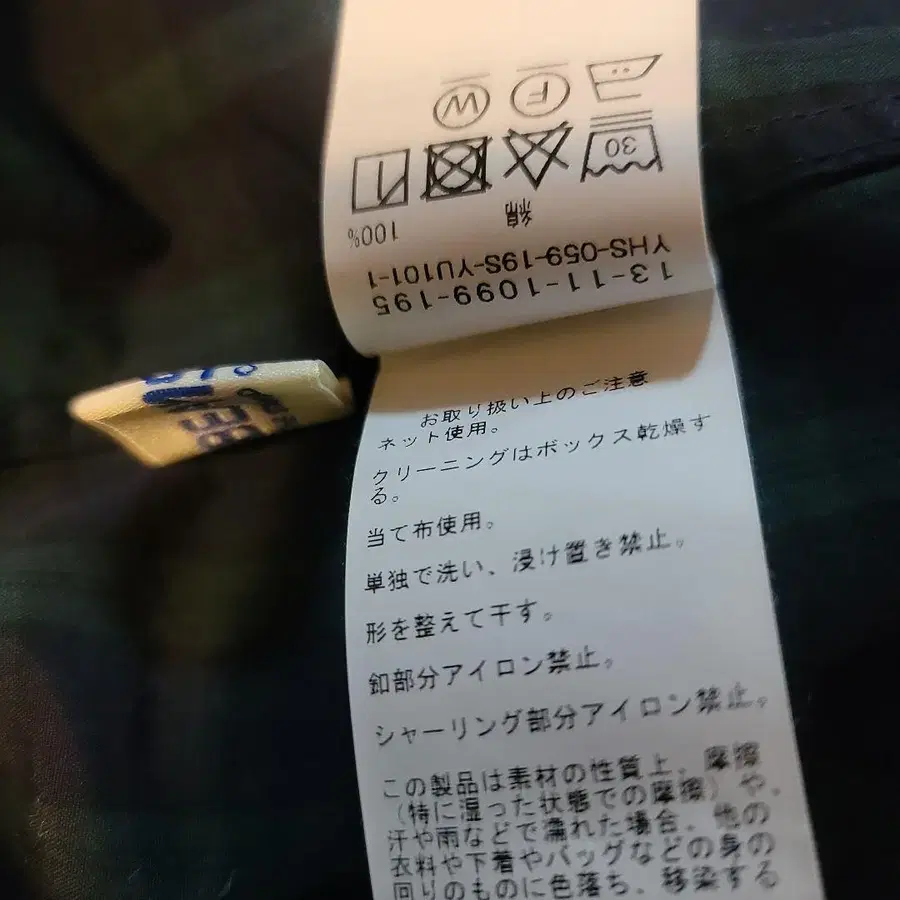 13-11-1099-195
YHS-059-19S-YU101-1
綿 100%
30
F W
お取り扱い上のご注意
ネット使用。
クリーニングはボックス乾燥す
る。
当て布使用。
単独で洗い、浸け置き禁止。
形を整えて干す。
釦部分アイロン禁止。
シャーリング部分アイロン禁止。
この製品は素材の性質上、摩擦
(特に湿った状態での摩擦)や、
汗や雨などで濡れた場合、他の
衣料や下着やバッグなどの身の
回りのものに色落ち、移染する